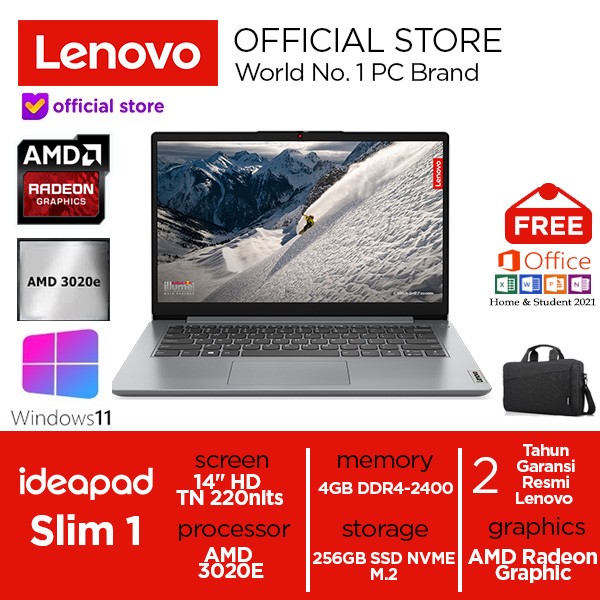 Lenovo
OFFICIAL STORE
World No. 1 PC Brand
official store
AMD
RADEON
GRAPHICS
AMD 3020e
Windows11
Lenovo
FREE
Office
X W P N
Home & Student 2021
ideapad
Slim 1
screen
14" HD
TN 220nits
processor
AMD
3020E
memory
4GB DDR4-2400
storage
256GB SSD NVME
M.2
2
Tahun
Garansi
Resmi
Lenovo
graphics
AMD Radeon
Graphic